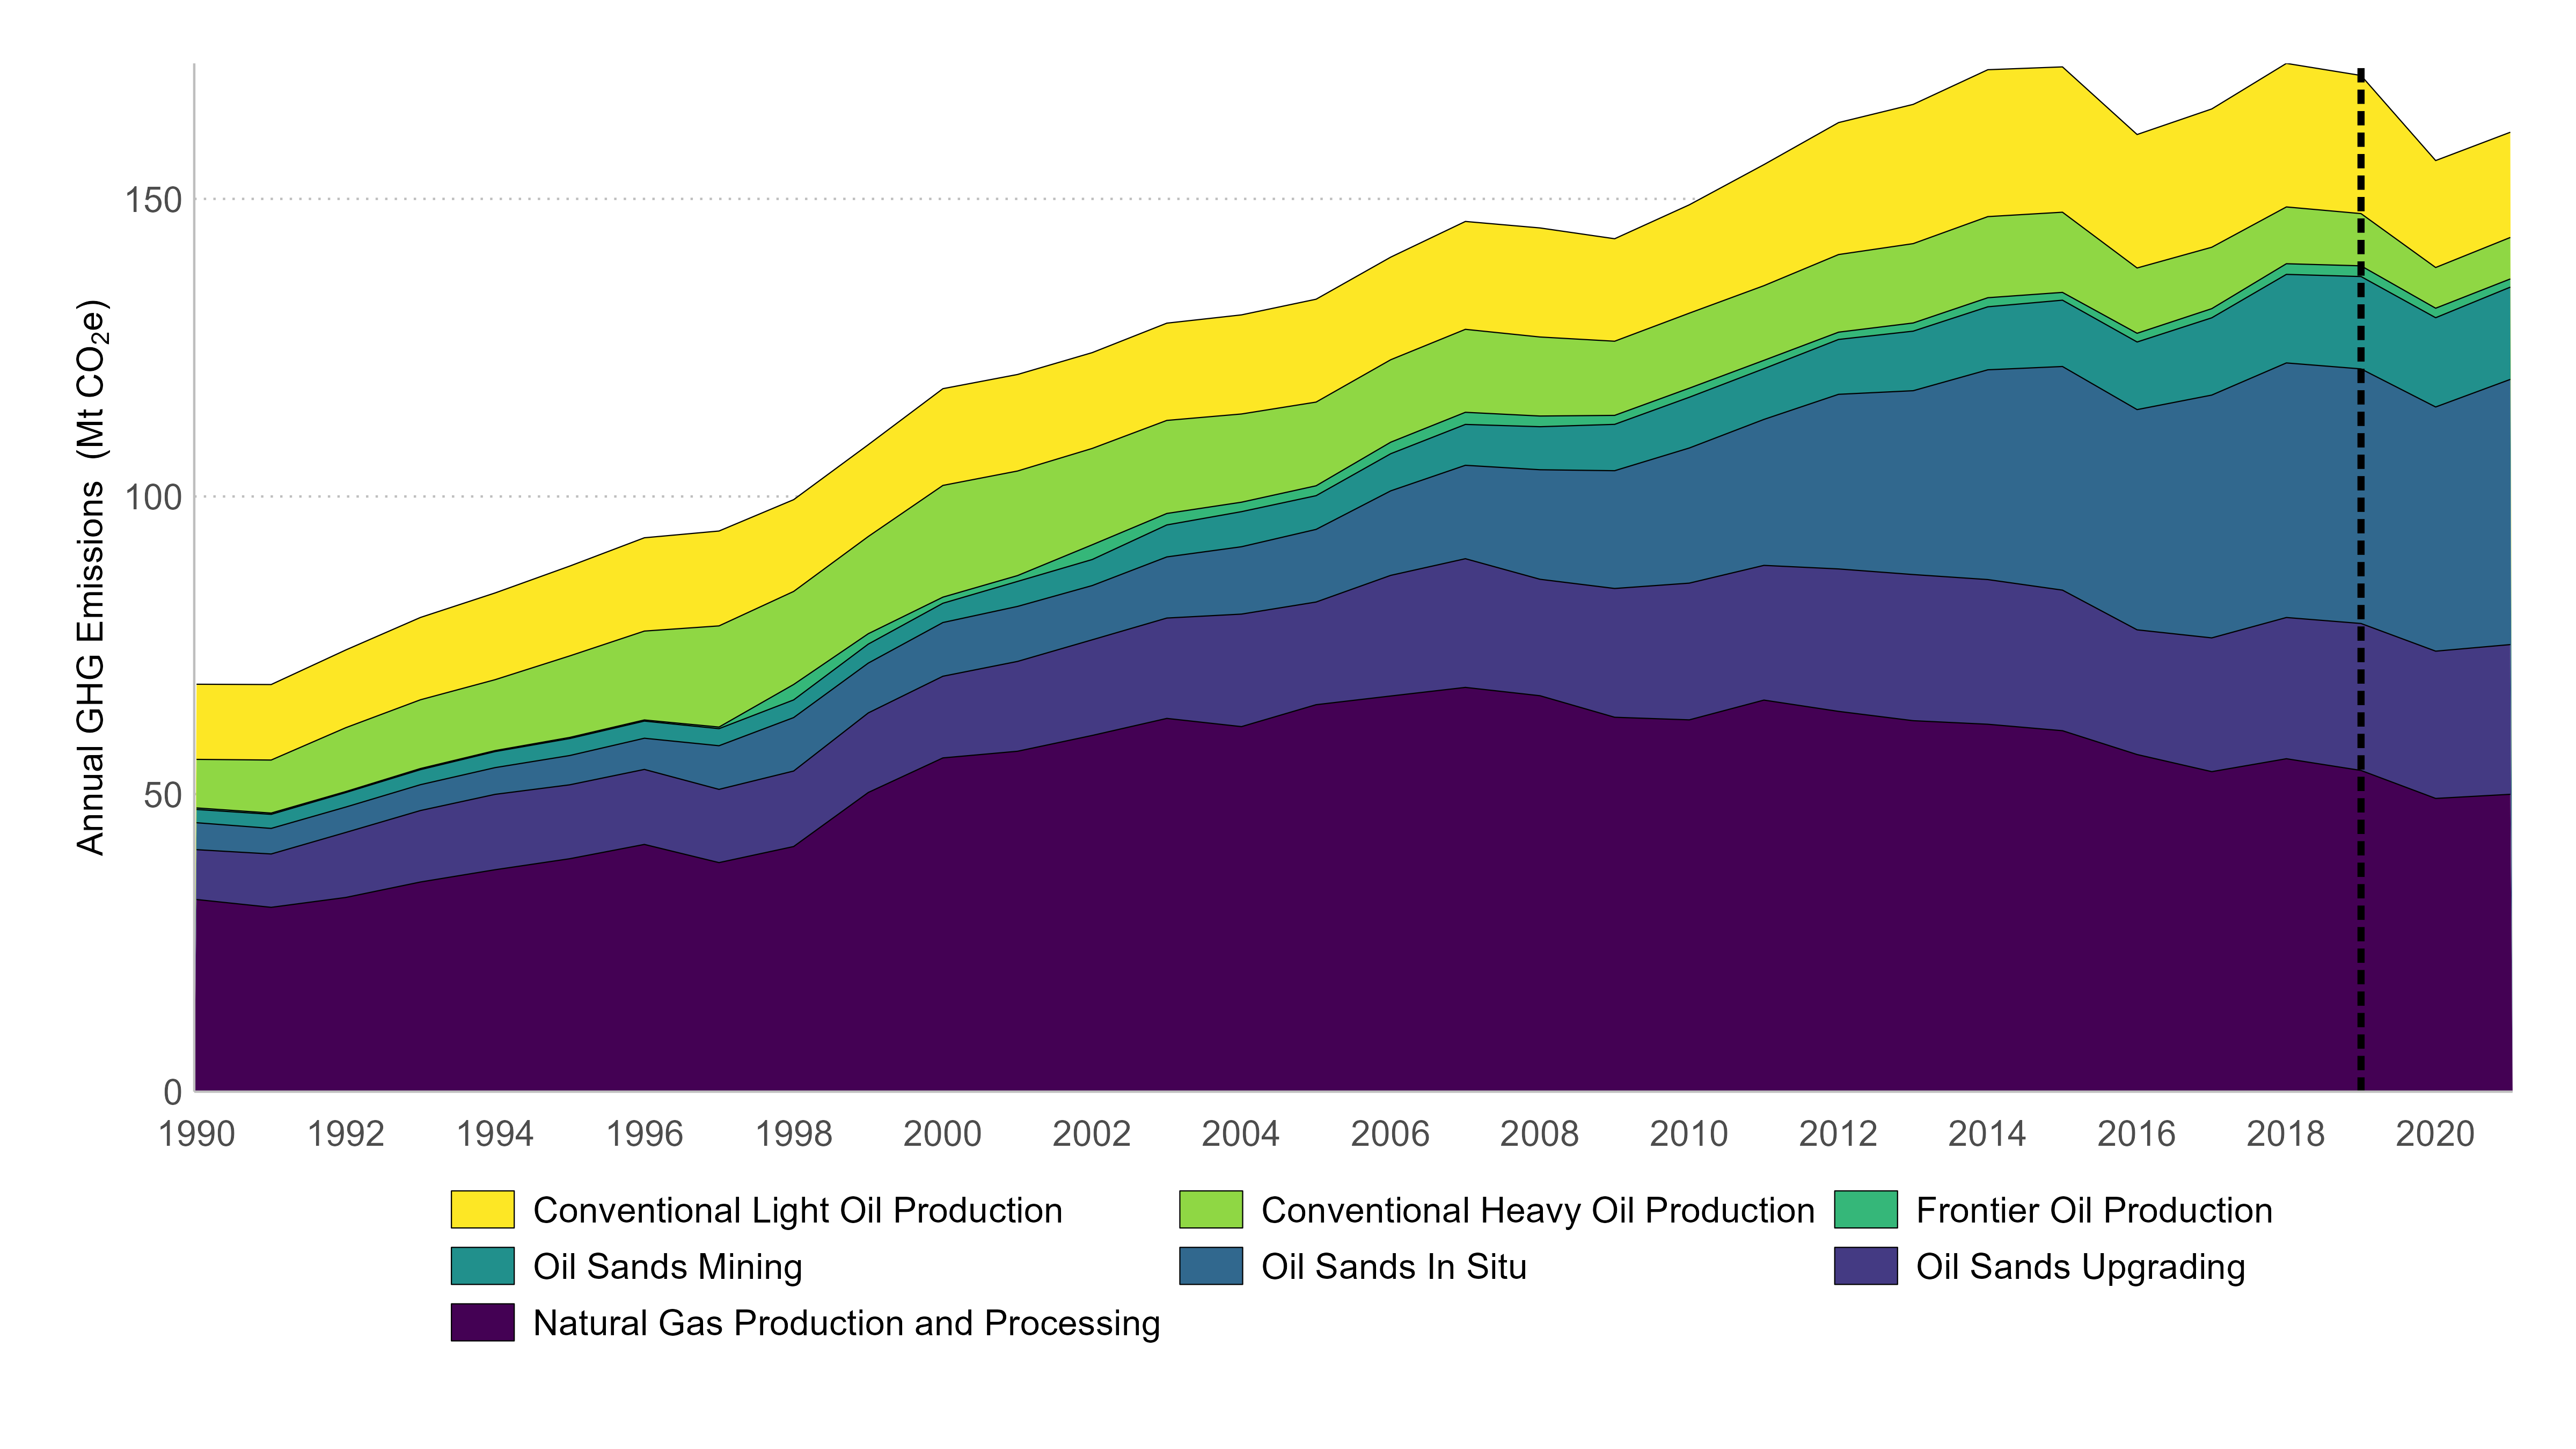 Annual GHG Emissions (Mt CO₂e)
150
100
50
0
1990 1992 1994 1996 1998 2000 2002 2004 2006 2008 2010 2012 2014 2016 2018 2020
Conventional Light Oil Production Conventional Heavy Oil Production Frontier Oil Production
Oil Sands Mining Oil Sands In Situ Oil Sands Upgrading
Natural Gas Production and Processing